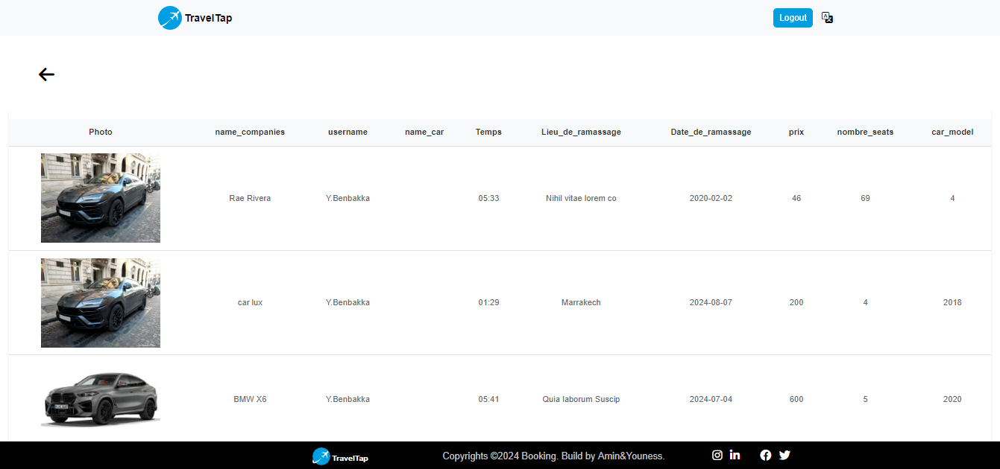 TravelTap
Logout
Photo name_companies username name_car Temps Lieu_de_ramassage Date_de_ramassage prix nombre_seats car_model
Rae Rivera Y.Benbakka 05:33 Nihil vitae lorem co 2020-02-02 46 69 4
car lux Y.Benbakka 01:29 Marrakech 2024-08-07 200 4 2018
BMW X6 Y.Benbakka 05:41 Quia laborum Suscip 2024-07-04 600 5 2020
TravelTap Copyrights ©2024 Booking. Build by Amin&Youness.